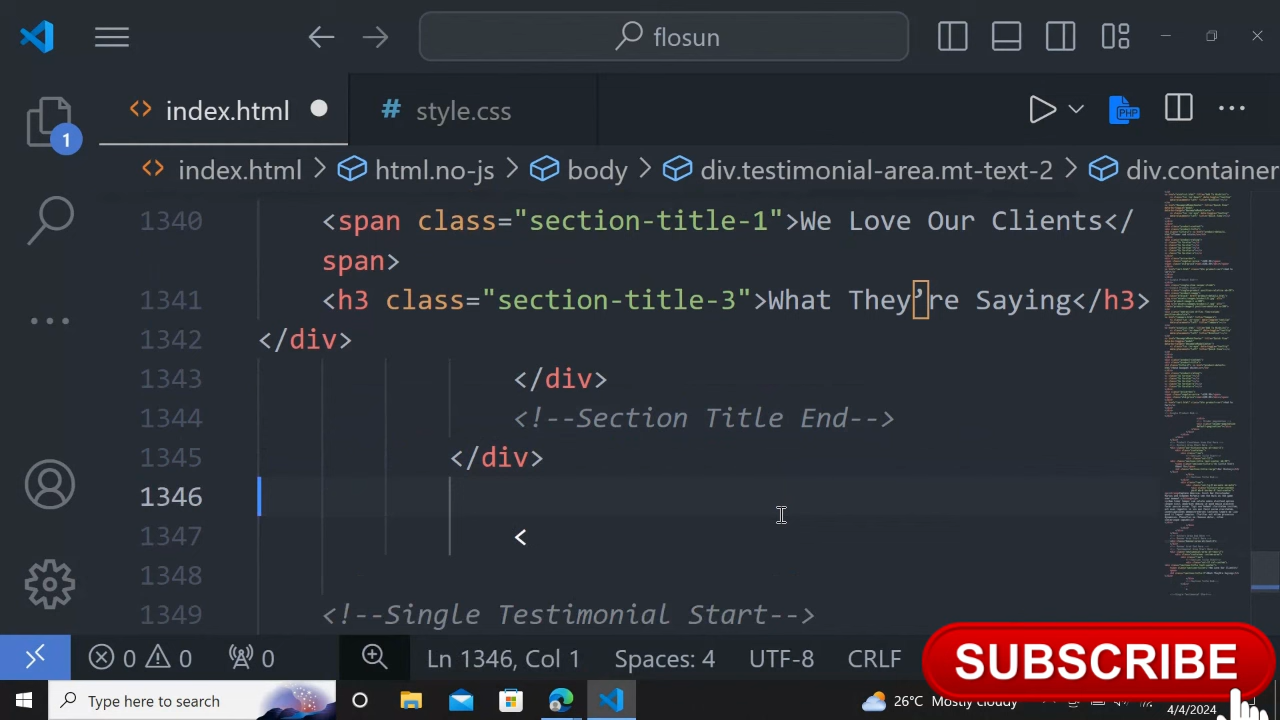 flosun
index.html
style.css
index.html > html.no-js > body > div.testimonial-area.mt-text-2 > div.container
1340 <span class="section-title-1">We Love Our Clients</
span>
1341 <h3 class="section-title-3">What They're Saying</h3>
1342 </div>
1343 </div>
1344 <!--Section Title End-->
1345 </div>
1346
1347 <
1348
1349 <!--Single Testimonial Start-->
1
0 0 0 Ln 1346, Col 1 Spaces: 4 UTF-8 CRLF
SUBSCRIBE
Type here to search
26°C Mostly cloudy
4/4/2024